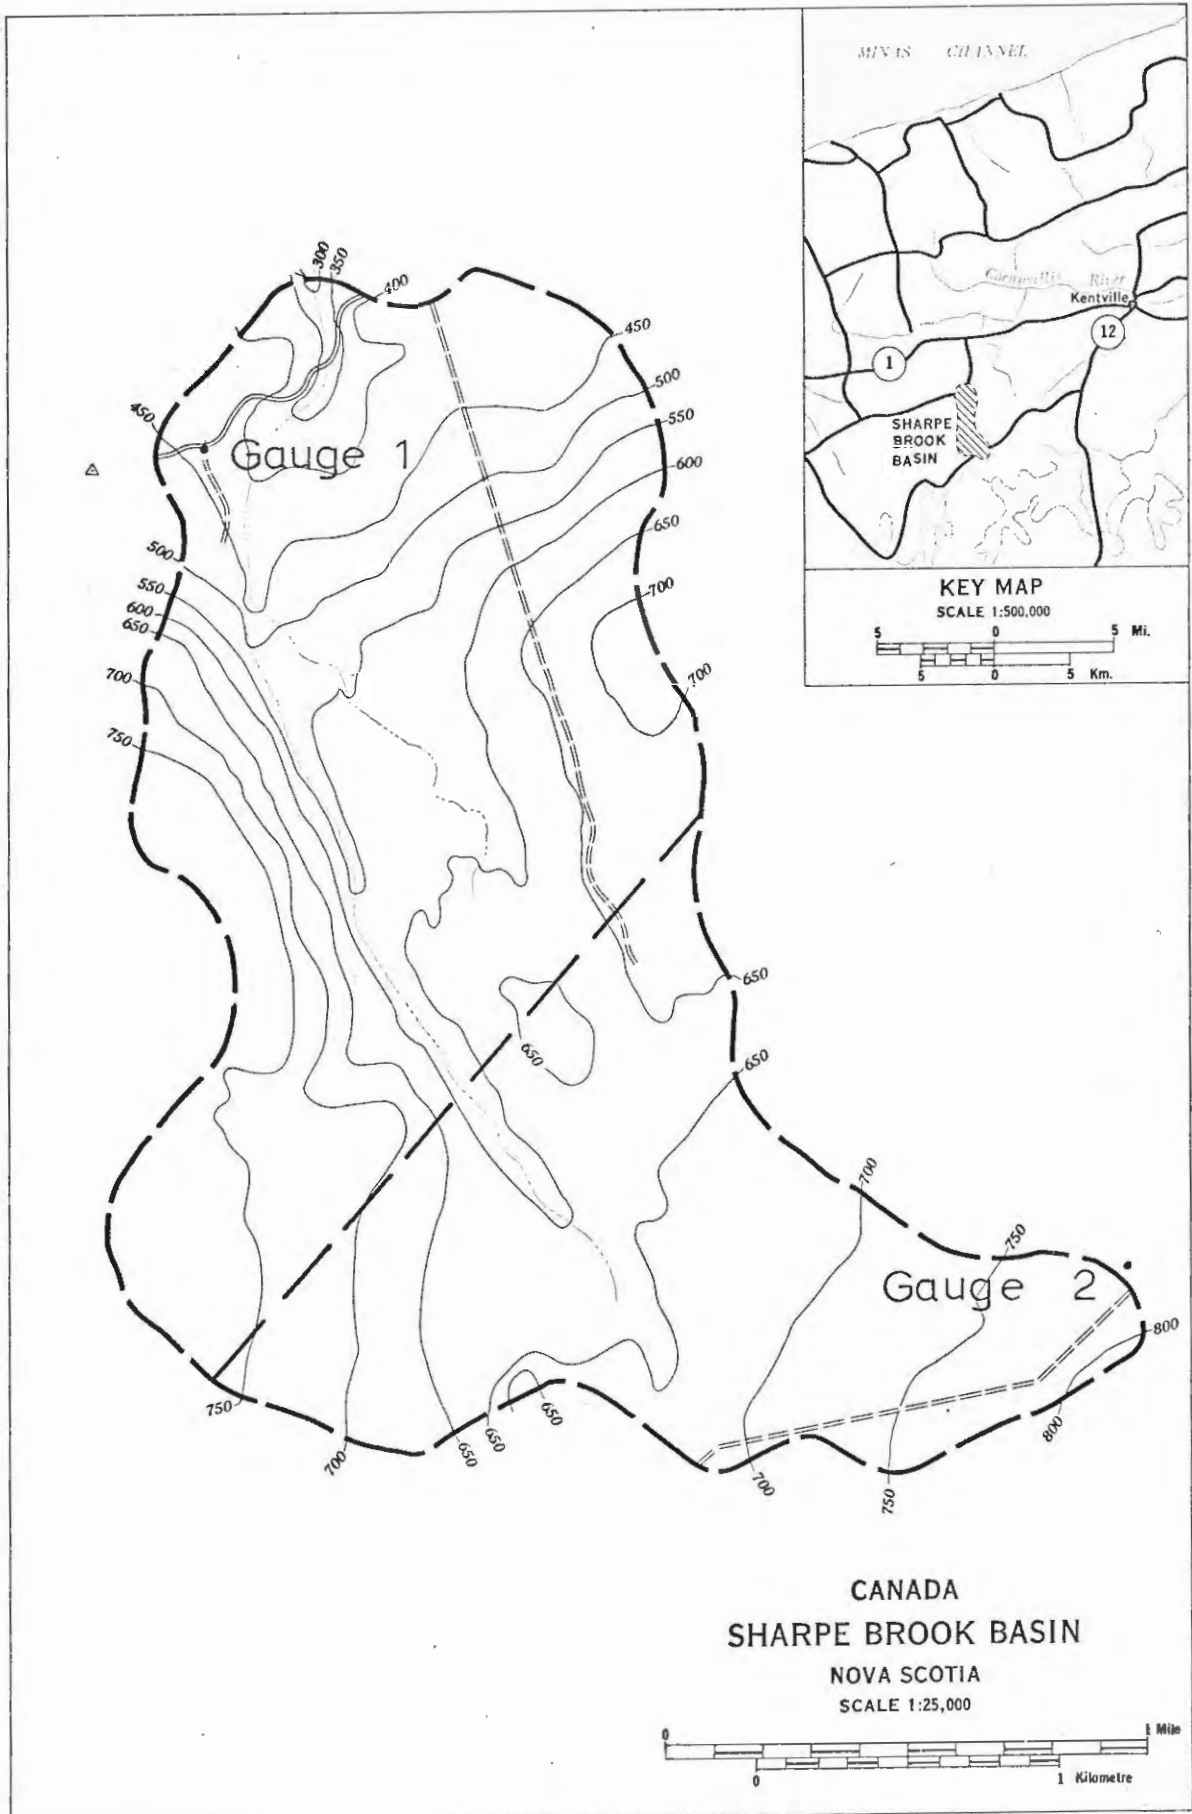 MINAS CHANNEL
Cornwallis River
Kentville
12
1
SHARPE
BROOK
BASIN
KEY MAP
SCALE 1:500,000
5 0 5 Mi.
5 0 5 Km.
300
350
400
450
500
550
450
Gauge 1
600
650
500
550
700
600
650
700
700
750
650
650
650
700
750
Gauge 2
800
750
650
650
650
700
700
750
800
CANADA
SHARPE BROOK BASIN
NOVA SCOTIA
SCALE 1:25,000
0 1 Mile
0 1 Kilometre